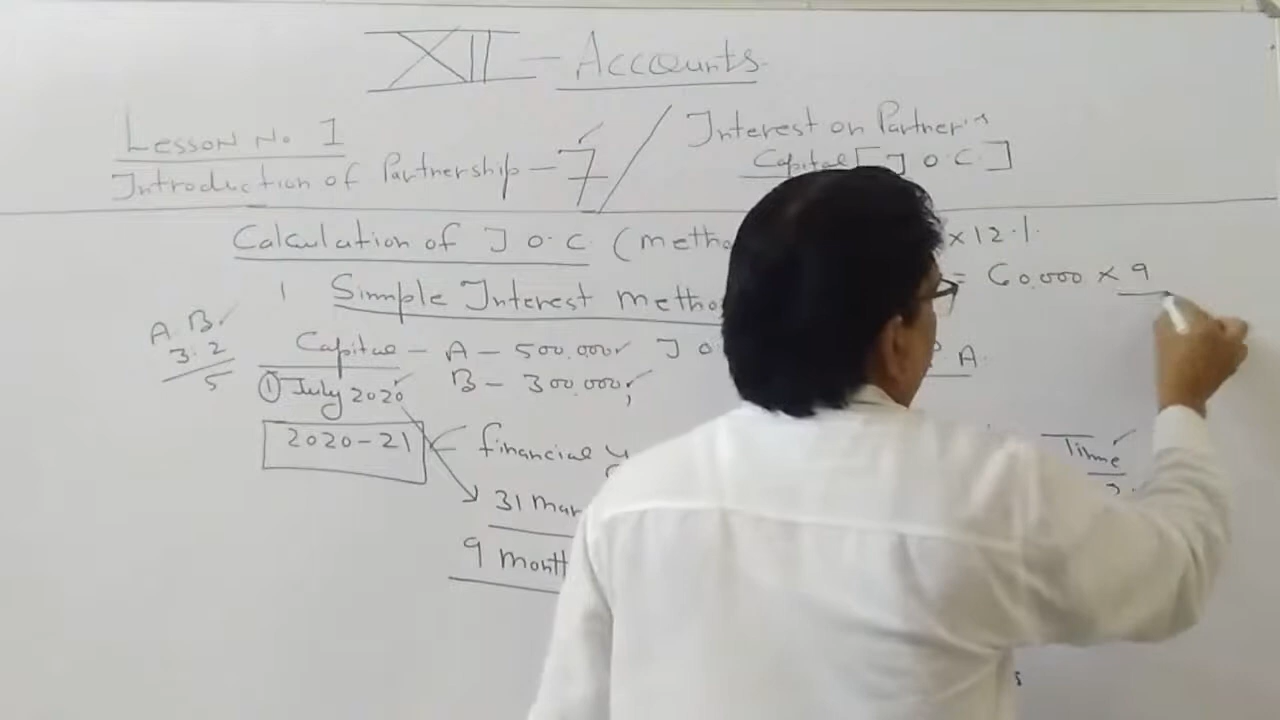 XII - Accounts
Lesson No. 1
Introduction of Partnership - 7 / Interest on Partner's
Capital [I O. C.]
Calculation of I O. C. (metho × 12 %
1 Simple Interest metho = 60,000 × 9
A B
3. 2
5
Capital - A - 500,000 I O A.
① July 2020 B - 300,000,
2020-21 financial
Time
31 Mar
9 month